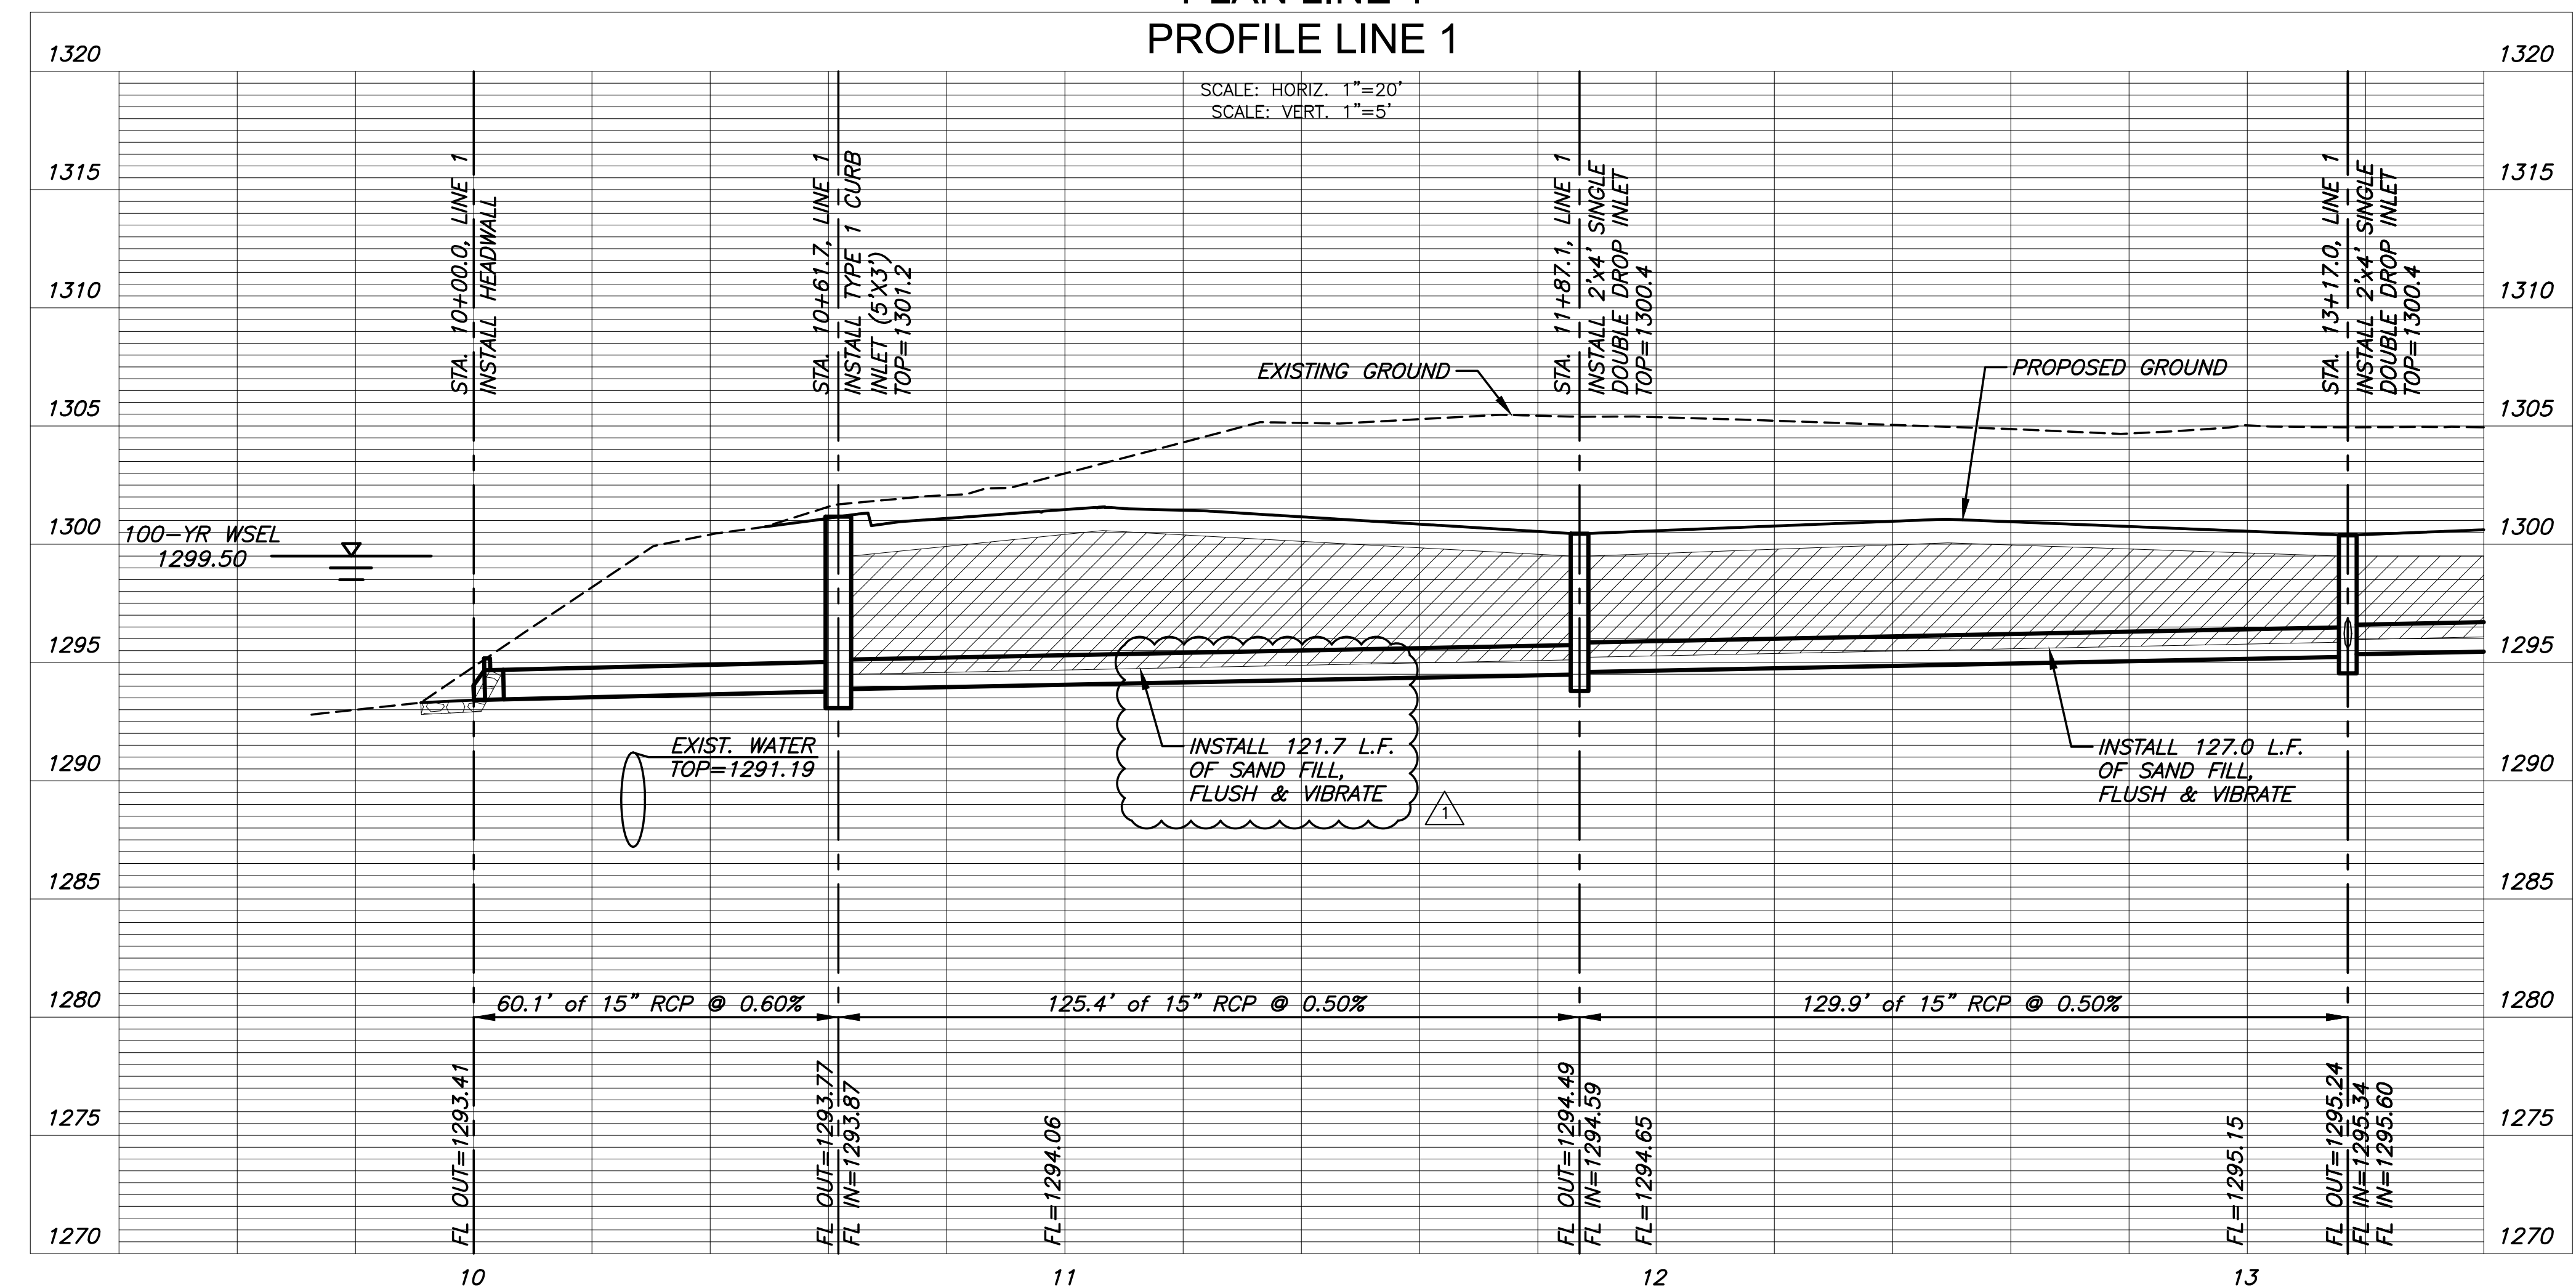 PROFILE LINE 1
SCALE: HORIZ. 1"=20'
SCALE: VERT. 1"=5'
1320
1320
1315
1315
1310
1310
1305
1305
1300
1300
1295
1295
1290
1290
1285
1285
1280
1280
1275
1275
1270
1270
STA. 10+00.0, LINE 1
INSTALL HEADWALL
STA. 10+61.7, LINE 1
INSTALL TYPE 1 CURB
INLET (5'X3')
TOP=1301.2
STA. 11+87.1, LINE 1
INSTALL 2'x4' SINGLE
DOUBLE DROP INLET
TOP=1300.4
STA. 13+17.0, LINE 1
INSTALL 2'x4' SINGLE
DOUBLE DROP INLET
TOP=1300.4
EXISTING GROUND
PROPOSED GROUND
100-YR WSEL
1299.50
EXIST. WATER
TOP=1291.19
INSTALL 121.7 L.F.
OF SAND FILL,
FLUSH & VIBRATE
1
INSTALL 127.0 L.F.
OF SAND FILL,
FLUSH & VIBRATE
60.1' of 15" RCP @ 0.60%
125.4' of 15" RCP @ 0.50%
129.9' of 15" RCP @ 0.50%
FL OUT=1293.41
FL OUT=1293.77
FL IN=1293.87
FL=1294.06
FL OUT=1294.49
FL IN=1294.59
FL=1294.65
FL=1295.15
FL OUT=1295.24
FL IN=1295.34
FL IN=1295.60
10
11
12
13